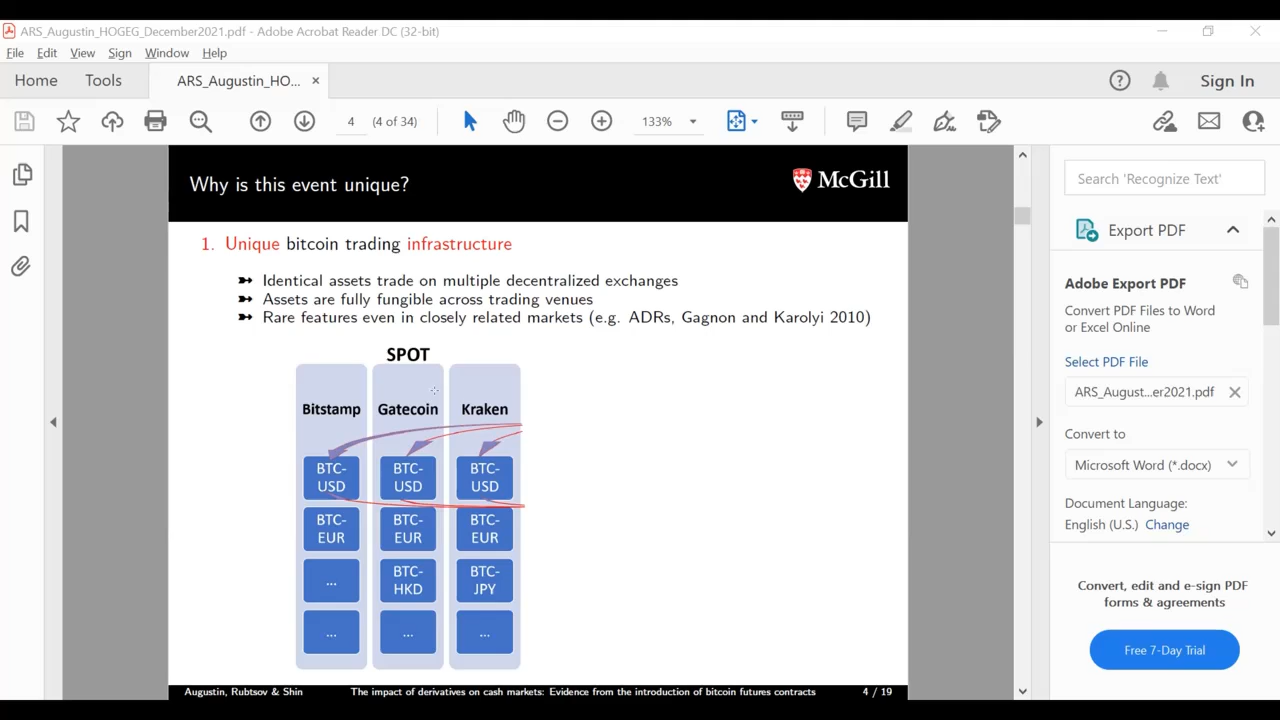 ARS_Augustin_HOGEG_December2021.pdf - Adobe Acrobat Reader DC (32-bit)
File Edit View Sign Window Help
Home Tools ARS_Augustin_HO... × Sign In
4 (4 of 34) 133%
Why is this event unique?
McGill
1. Unique bitcoin trading infrastructure
Identical assets trade on multiple decentralized exchanges
Assets are fully fungible across trading venues
Rare features even in closely related markets (e.g. ADRs, Gagnon and Karolyi 2010)
SPOT
Bitstamp Gatecoin Kraken
BTC-USD BTC-USD BTC-USD
BTC-EUR BTC-EUR BTC-EUR
... BTC-HKD BTC-JPY
... ... ...
Augustin, Rubtsov & Shin The impact of derivatives on cash markets: Evidence from the introduction of bitcoin futures contracts 4 / 19
Search 'Recognize Text'
Export PDF
Adobe Export PDF
Convert PDF Files to Word
or Excel Online
Select PDF File
ARS_August...er2021.pdf
Convert to
Microsoft Word (*.docx)
Document Language:
English (U.S.) Change
Convert, edit and e-sign PDF
forms & agreements
Free 7-Day Trial